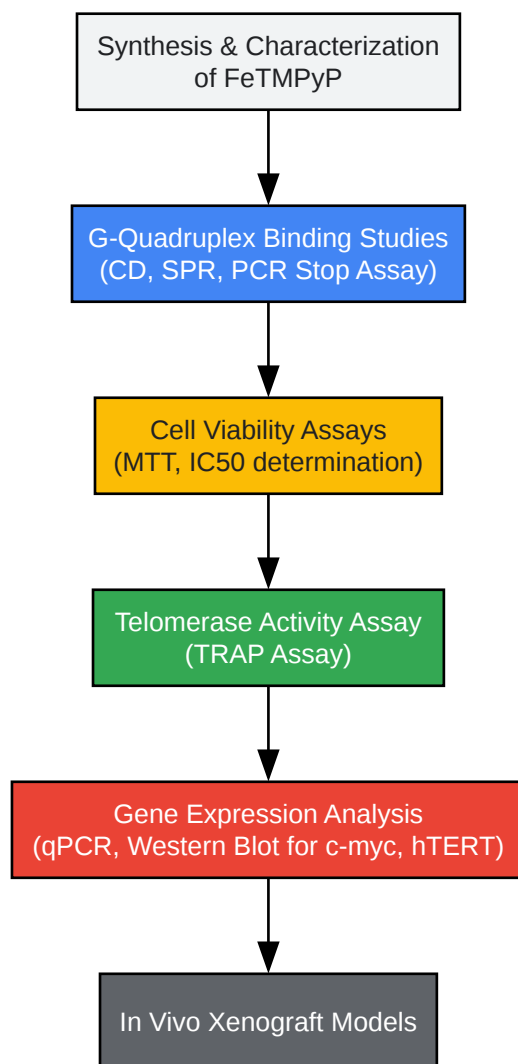 Synthesis & Characterization
of FeTMPyP
G-Quadruplex Binding Studies
(CD, SPR, PCR Stop Assay)
Cell Viability Assays
(MTT, IC50 determination)
Telomerase Activity Assay
(TRAP Assay)
Gene Expression Analysis
(qPCR, Western Blot for c-myc, hTERT)
In Vivo Xenograft Models